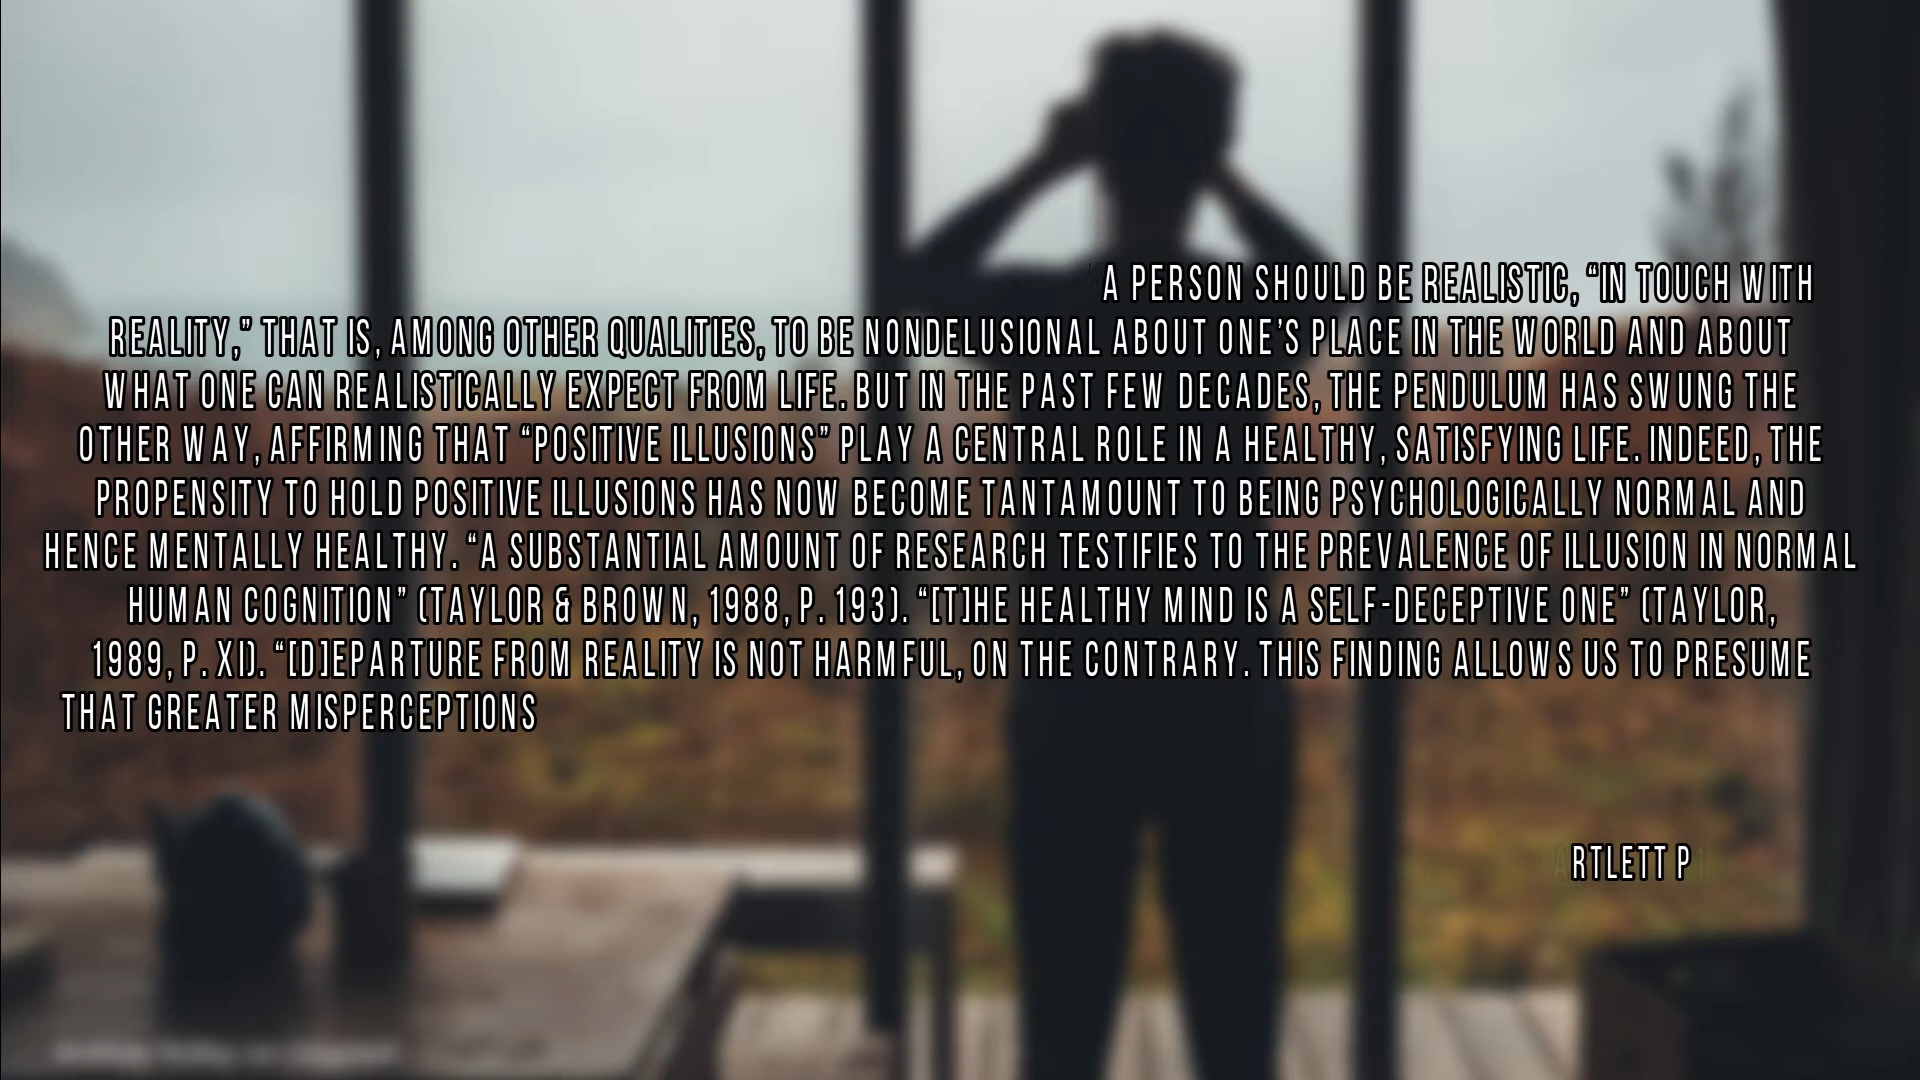 A PERSON SHOULD BE REALISTIC, “IN TOUCH WITH
REALITY,” THAT IS, AMONG OTHER QUALITIES, TO BE NONDELUSIONAL ABOUT ONE’S PLACE IN THE WORLD AND ABOUT
WHAT ONE CAN REALISTICALLY EXPECT FROM LIFE. BUT IN THE PAST FEW DECADES, THE PENDULUM HAS SWUNG THE
OTHER WAY, AFFIRMING THAT “POSITIVE ILLUSIONS” PLAY A CENTRAL ROLE IN A HEALTHY, SATISFYING LIFE. INDEED, THE
PROPENSITY TO HOLD POSITIVE ILLUSIONS HAS NOW BECOME TANTAMOUNT TO BEING PSYCHOLOGICALLY NORMAL AND
HENCE MENTALLY HEALTHY. “A SUBSTANTIAL AMOUNT OF RESEARCH TESTIFIES TO THE PREVALENCE OF ILLUSION IN NORMAL
HUMAN COGNITION” (TAYLOR & BROWN, 1988, P. 193). “[T]HE HEALTHY MIND IS A SELF-DECEPTIVE ONE” (TAYLOR,
1989, P. XI). “[D]EPARTURE FROM REALITY IS NOT HARMFUL, ON THE CONTRARY. THIS FINDING ALLOWS US TO PRESUME
THAT GREATER MISPERCEPTIONS
RTLETT P